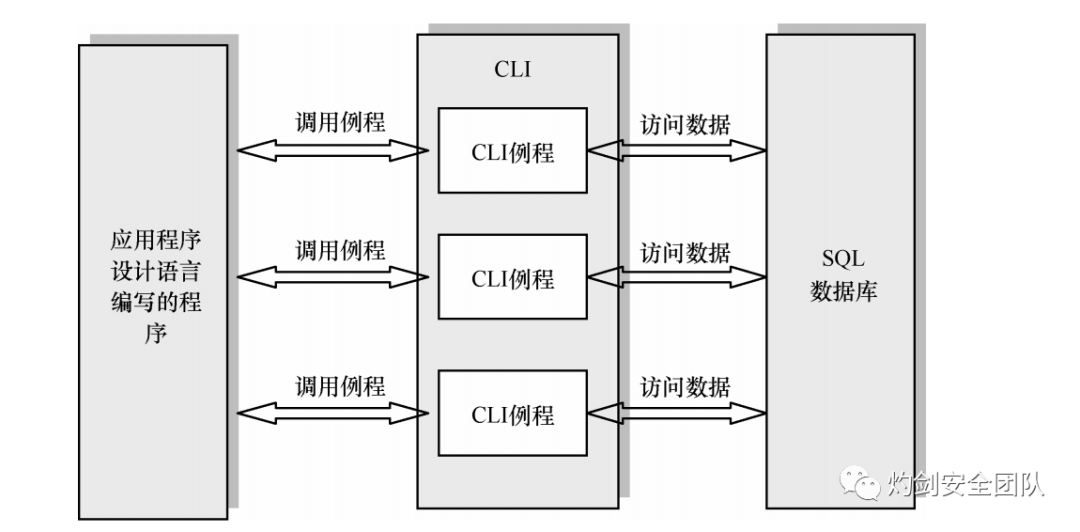 CLI
调用例程
CLI例程
访问数据
调用例程
CLI例程
访问数据
调用例程
CLI例程
访问数据
应用程序
设计语言
编写的程
序
SQL
数据库
灼剑安全团队